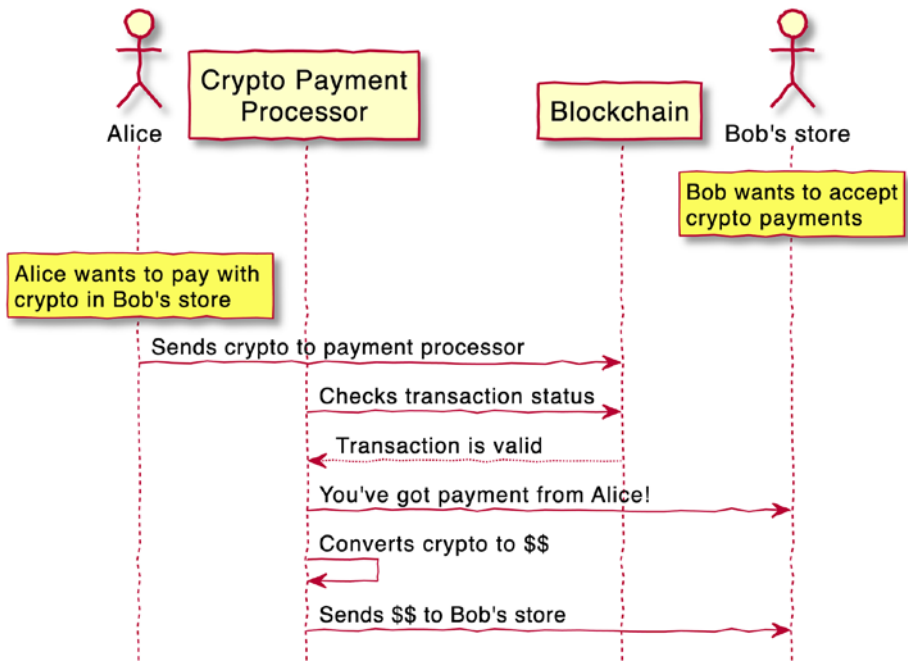 Alice
Crypto Payment
Processor
Blockchain
Bob's store
Bob wants to accept
crypto payments
Alice wants to pay with
crypto in Bob's store
Sends crypto to payment processor
Checks transaction status
Transaction is valid
You've got payment from Alice!
Converts crypto to $$
Sends $$ to Bob's store